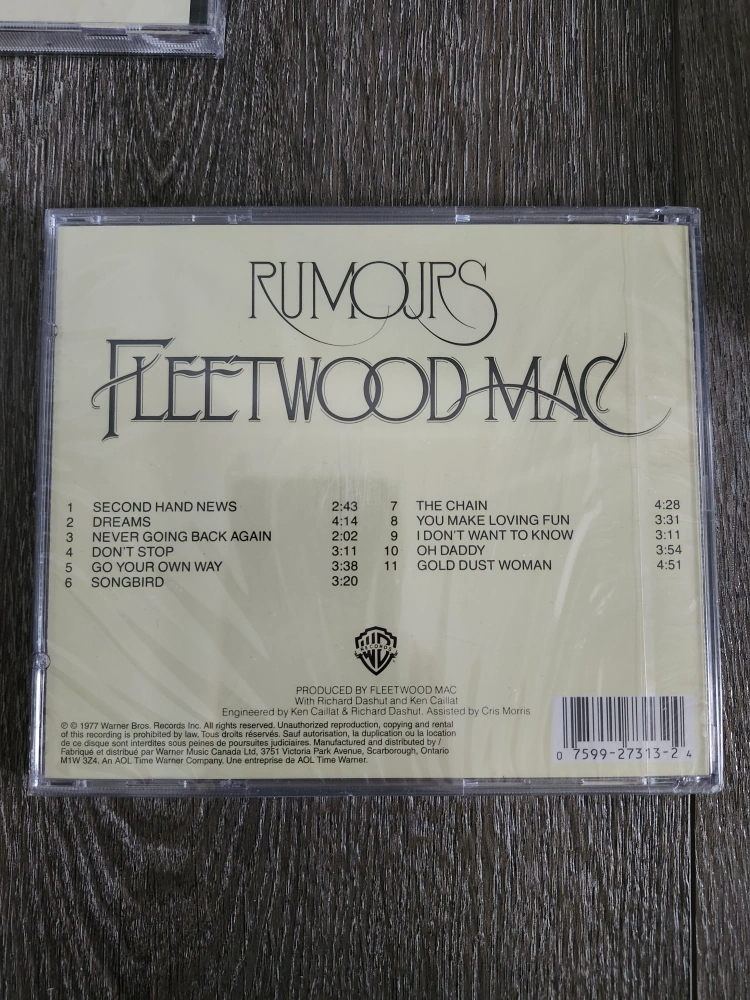 RUMOURS
FLEETWOOD MAC
1 SECOND HAND NEWS 2:43
2 DREAMS 4:14
3 NEVER GOING BACK AGAIN 2:02
4 DON'T STOP 3:11
5 GO YOUR OWN WAY 3:38
6 SONGBIRD 3:20
7 THE CHAIN 4:28
8 YOU MAKE LOVING FUN 3:31
9 I DON'T WANT TO KNOW 3:11
10 OH DADDY 3:54
11 GOLD DUST WOMAN 4:51
WB
RECORDS
PRODUCED BY FLEETWOOD MAC
With Richard Dashut and Ken Caillat
Engineered by Ken Caillat & Richard Dashut. Assisted by Cris Morris
℗ © 1977 Warner Bros. Records Inc. All rights reserved. Unauthorized reproduction, copying and rental
of this recording is prohibited by law. Tous droits réservés. Sauf autorisation, la duplication ou la location
de ce disque sont interdites sous peines de poursuites judiciaires. Manufactured and distributed by /
Fabriqué et distribué par Warner Music Canada Ltd, 3751 Victoria Park Avenue, Scarborough, Ontario
M1W 3Z4. An AOL Time Warner Company. Une entreprise de AOL Time Warner.
0 7599-27313-2 4